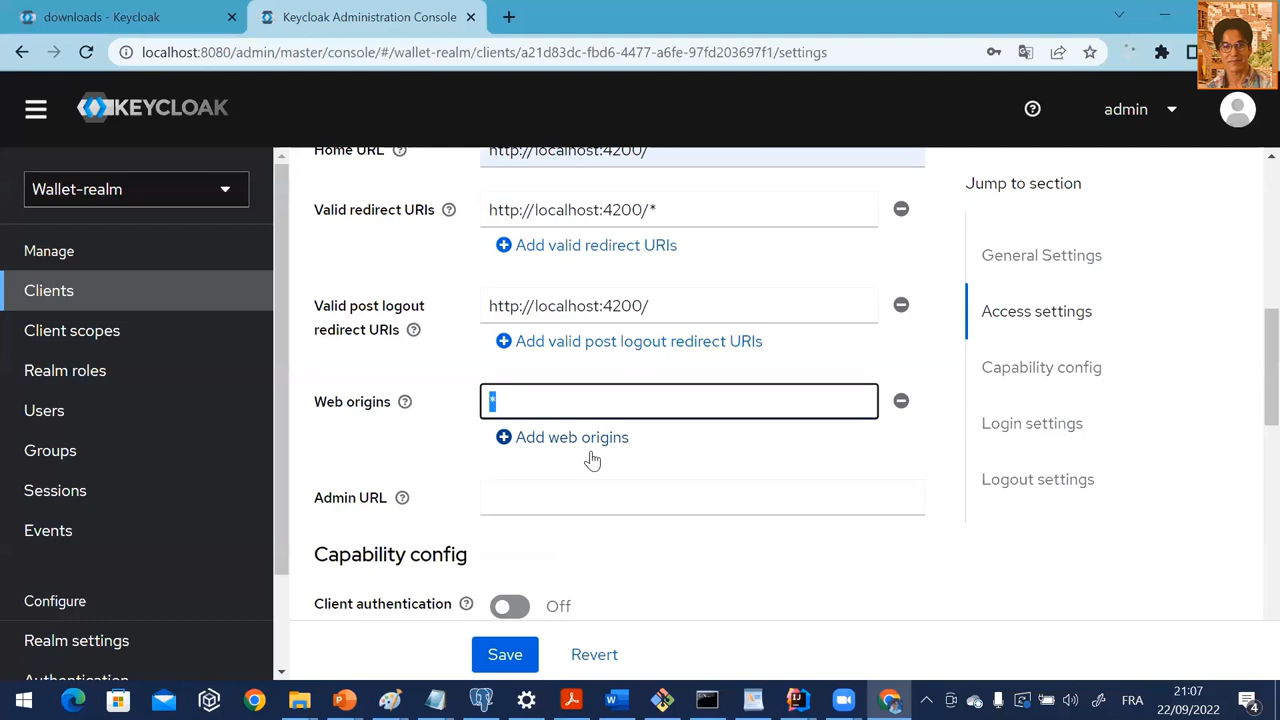 downloads - Keycloak
Keycloak Administration Console
localhost:8080/admin/master/console/#/wallet-realm/clients/a21d83dc-fbd6-4477-a6fe-97fd203697f1/settings
KEYCLOAK
admin
Wallet-realm
Manage
Clients
Client scopes
Realm roles
Users
Groups
Sessions
Events
Configure
Realm settings
Authentication
Home URL
http://localhost:4200/
Valid redirect URIs
http://localhost:4200/*
Add valid redirect URIs
Valid post logout
redirect URIs
http://localhost:4200/
Add valid post logout redirect URIs
Web origins
*
Add web origins
Admin URL
Capability config
Client authentication
Off
Save
Revert
Jump to section
General Settings
Access settings
Capability config
Login settings
Logout settings
FRA
21:07
22/09/2022
4